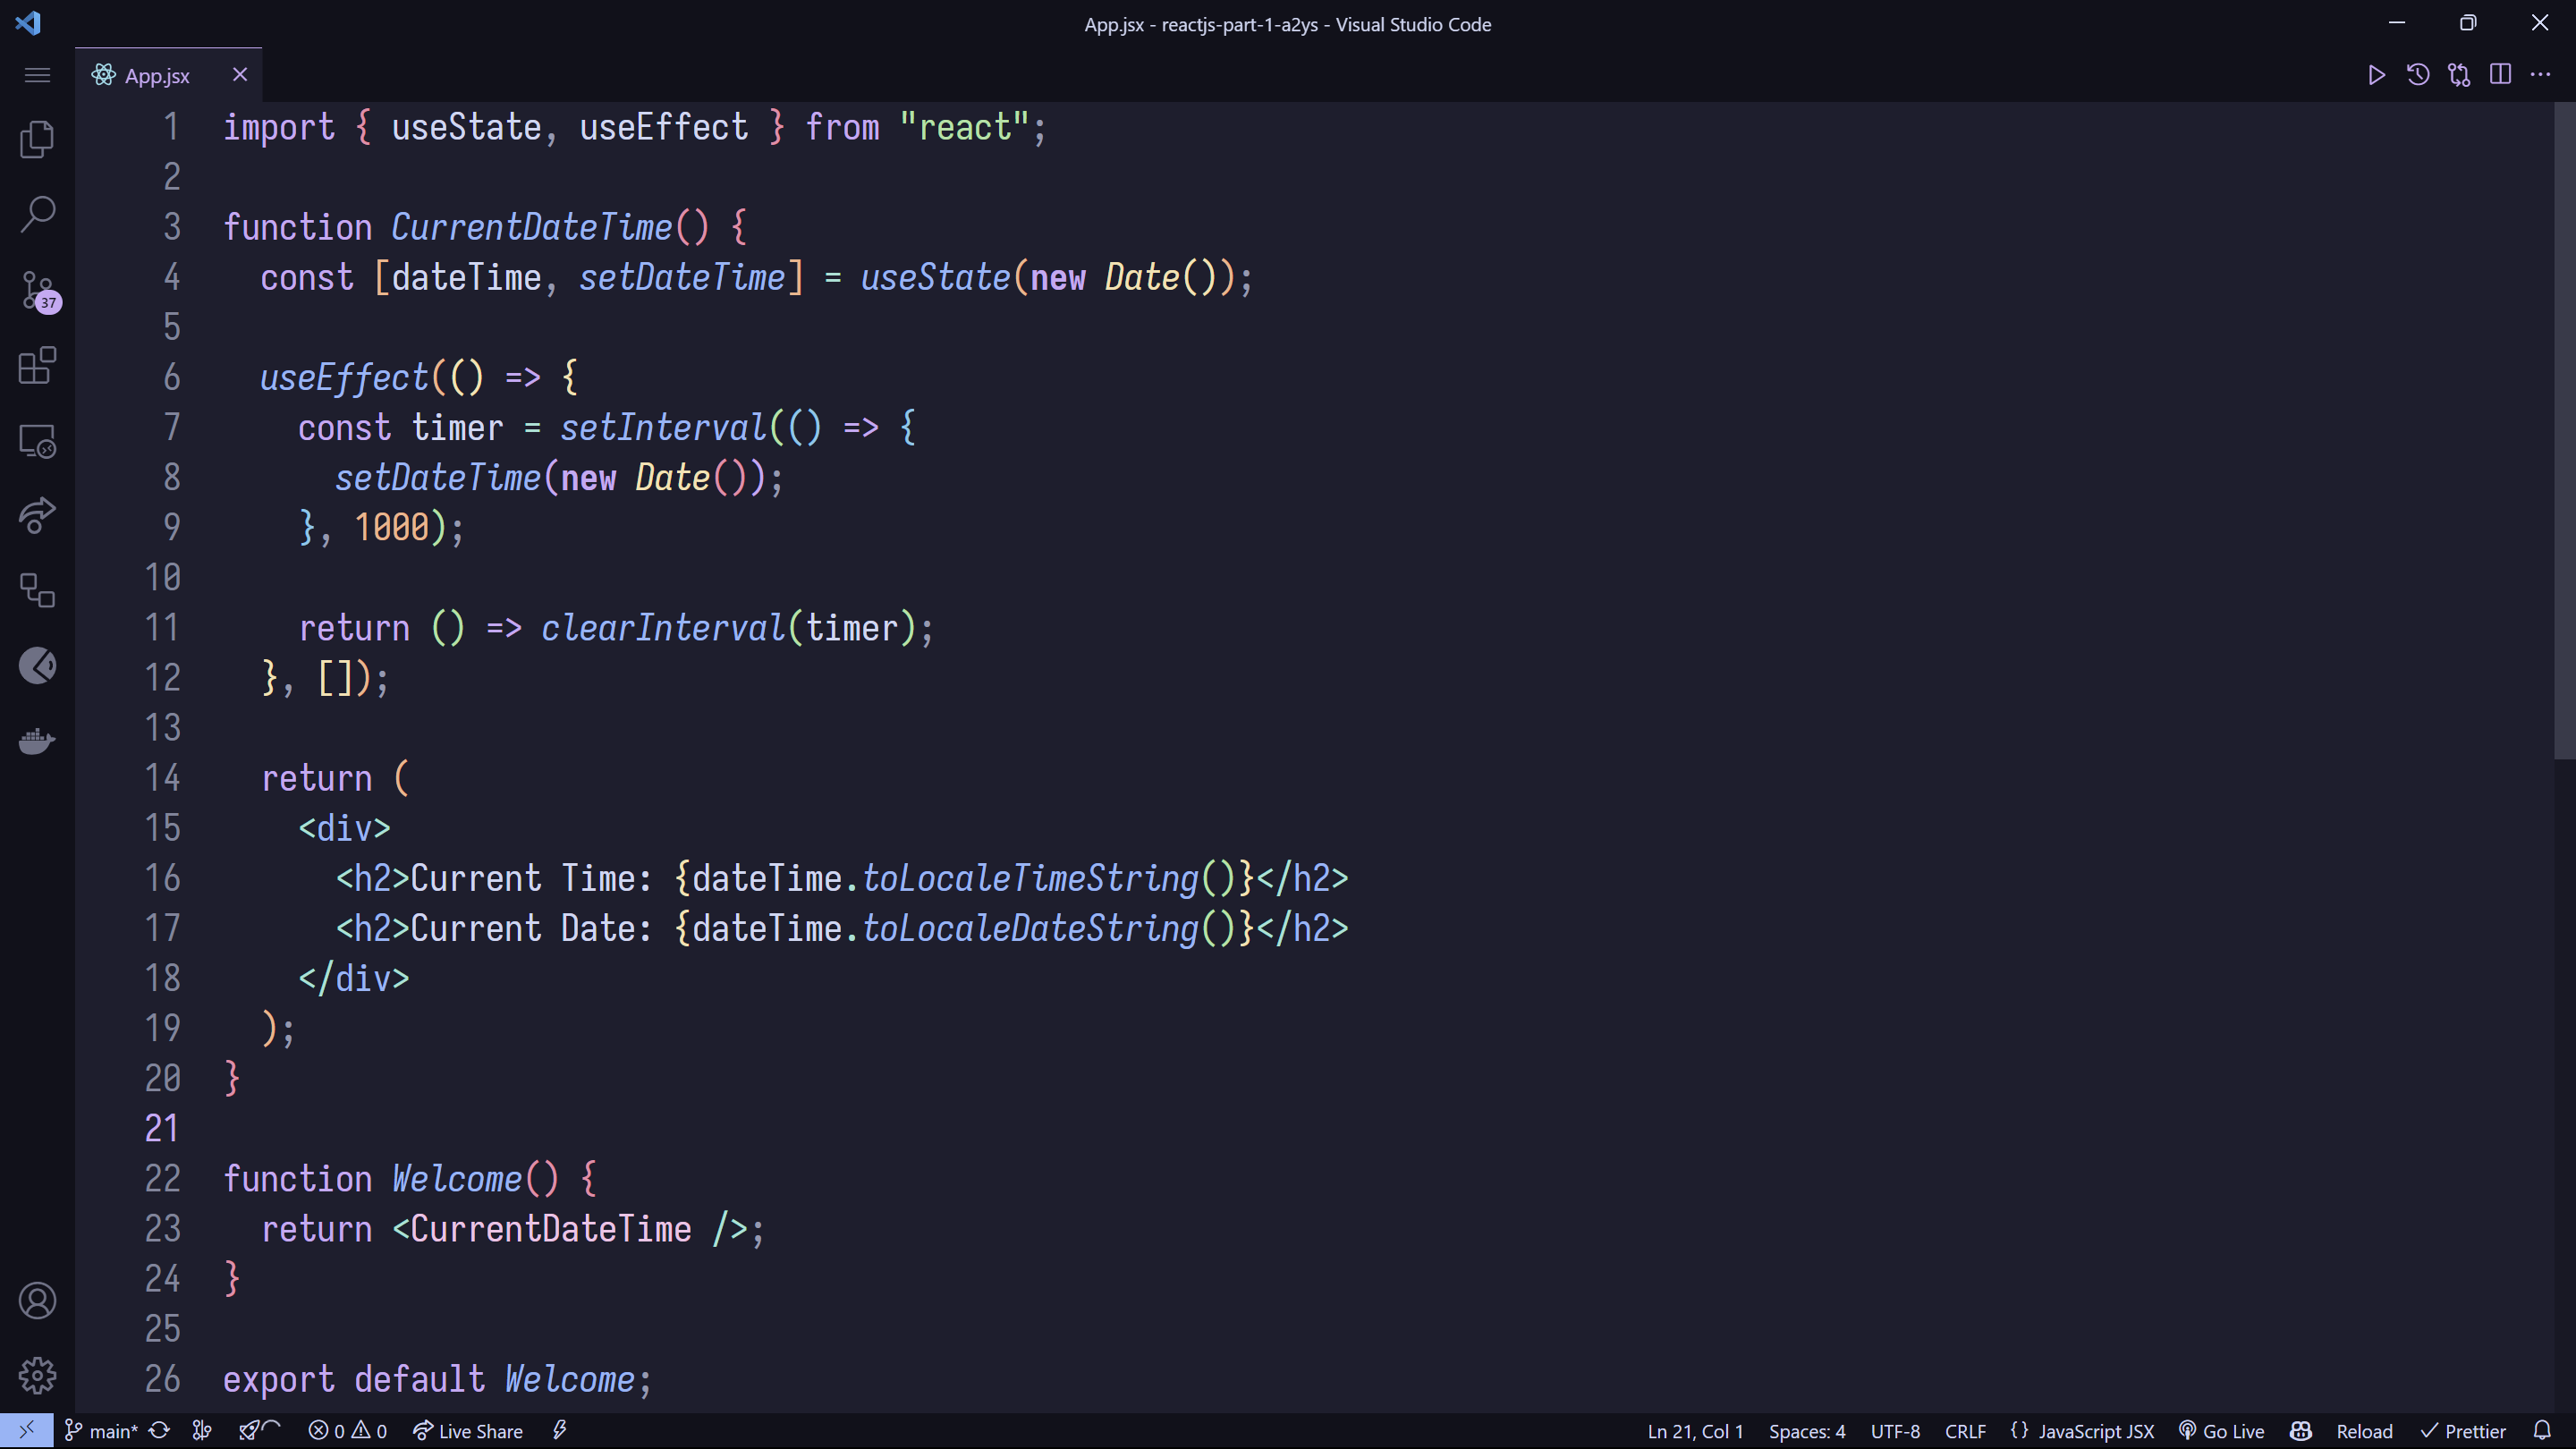 App.jsx - reactjs-part-1-a2ys - Visual Studio Code
App.jsx
1 import { useState, useEffect } from "react";
2
3 function CurrentDateTime() {
4   const [dateTime, setDateTime] = useState(new Date());
5
6   useEffect(() => {
7     const timer = setInterval(() => {
8       setDateTime(new Date());
9     }, 1000);
10
11     return () => clearInterval(timer);
12   }, []);
13
14   return (
15     <div>
16       <h2>Current Time: {dateTime.toLocaleTimeString()}</h2>
17       <h2>Current Date: {dateTime.toLocaleDateString()}</h2>
18     </div>
19   );
20 }
21
22 function Welcome() {
23   return <CurrentDateTime />;
24 }
25
26 export default Welcome;
37
main* 0 0 Live Share Ln 21, Col 1 Spaces: 4 UTF-8 CRLF {} JavaScript JSX Go Live Reload Prettier